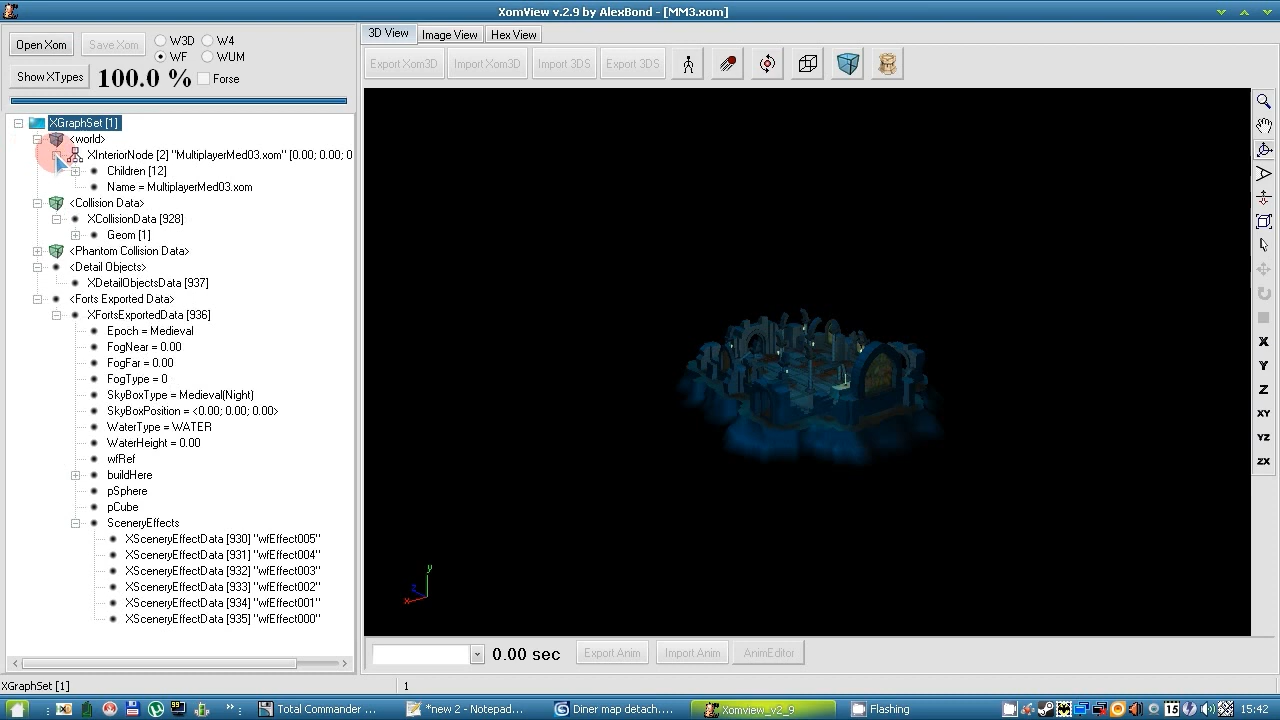 XomView v.2.9 by AlexBond - [MM3.xom]
Open Xom
Save Xom
W3D
W4
WF
WUM
Show XTypes
100.0 %
Forse
3D View
Image View
Hex View
Export Xom3D
Import Xom3D
Import 3DS
Export 3DS
XGraphSet [1]
<world>
XInteriorNode [2] "MultiplayerMed03.xom" [0.00; 0.00; 0
Children [12]
Name = MultiplayerMed03.xom
<Collision Data>
XCollisionData [928]
Geom [1]
<Phantom Collision Data>
<Detail Objects>
XDetailObjectsData [937]
<Forts Exported Data>
XFortsExportedData [936]
Epoch = Medieval
FogNear = 0.00
FogFar = 0.00
FogType = 0
SkyBoxType = Medieval(Night)
SkyBoxPosition = <0.00; 0.00; 0.00>
WaterType = WATER
WaterHeight = 0.00
wfRef
buildHere
pSphere
pCube
SceneryEffects
XSceneryEffectData [930] "wfEffect005"
XSceneryEffectData [931] "wfEffect004"
XSceneryEffectData [932] "wfEffect003"
XSceneryEffectData [933] "wfEffect002"
XSceneryEffectData [934] "wfEffect001"
XSceneryEffectData [935] "wfEffect000"
y
z
x
X
Y
Z
XY
YZ
ZX
0.00 sec
Export Anim
Import Anim
AnimEditor
XGraphSet [1]
1
Total Commander ...
*new 2 - Notepad...
Diner map detach....
Xomview_v2_9
Flashing
15
15:42